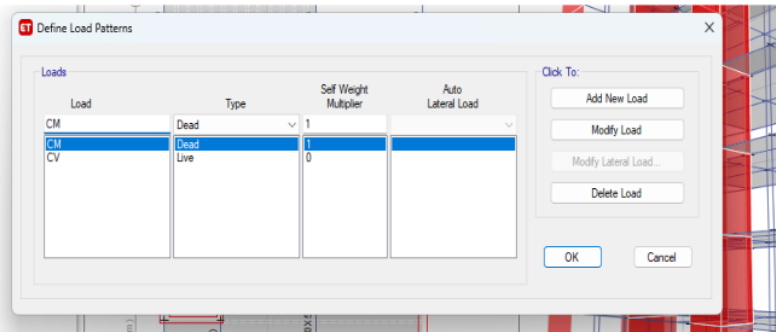 ET Define Load Patterns X
Loads
Click To:
Load Type Self Weight Multiplier Auto Lateral Load
CM Dead 1
CM Dead 1
CV Live 0
Add New Load
Modify Load
Modify Lateral Load...
Delete Load
OK Cancel